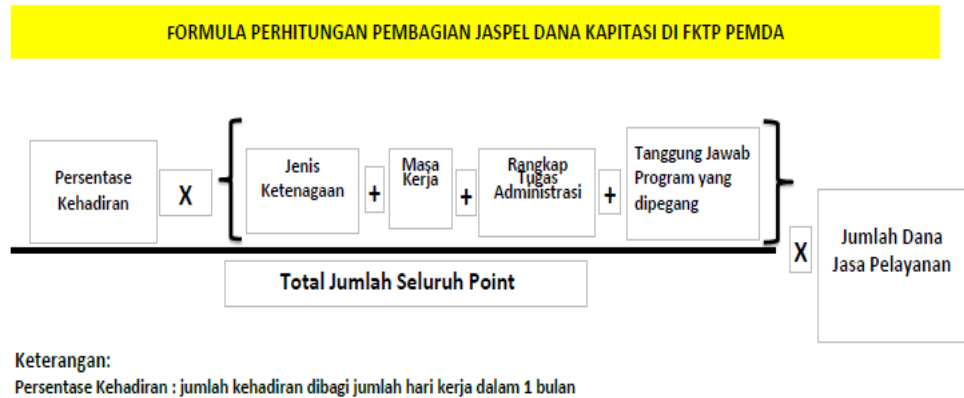 FORMULA PERHITUNGAN PEMBAGIAN JASPEL DANA KAPITASI DI FKTP PEMDA
Persentase
Kehadiran
X
{
Jenis
Ketenagaan
+
Masa
Kerja
+
Rangkap
Tugas
Administrasi
+
Tanggung Jawab
Program yang
dipegang
}
Total Jumlah Seluruh Point
X
Jumlah Dana
Jasa Pelayanan
Keterangan:
Persentase Kehadiran : jumlah kehadiran dibagi jumlah hari kerja dalam 1 bulan